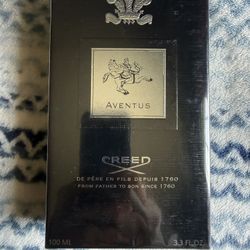 AVENTUS
CREED
DE PÈRE EN FILS DEPUIS 1760
FROM FATHER TO SON SINCE 1760
100 ML
3.3 FL.OZ